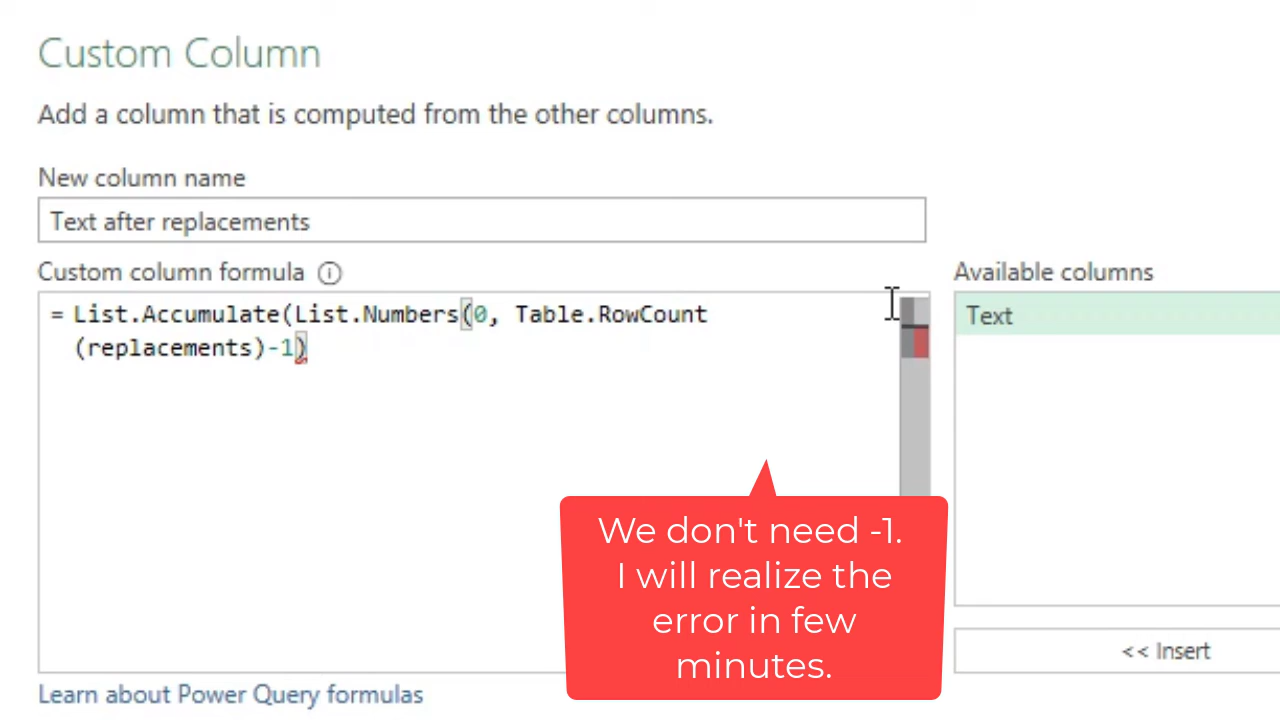 Custom Column
Add a column that is computed from the other columns.
New column name
Text after replacements
Custom column formula
Available columns
= List.Accumulate(List.Numbers(0, Table.RowCount
(replacements)-1)
Text
We don't need -1.
I will realize the
error in few
minutes.
<< Insert
Learn about Power Query formulas